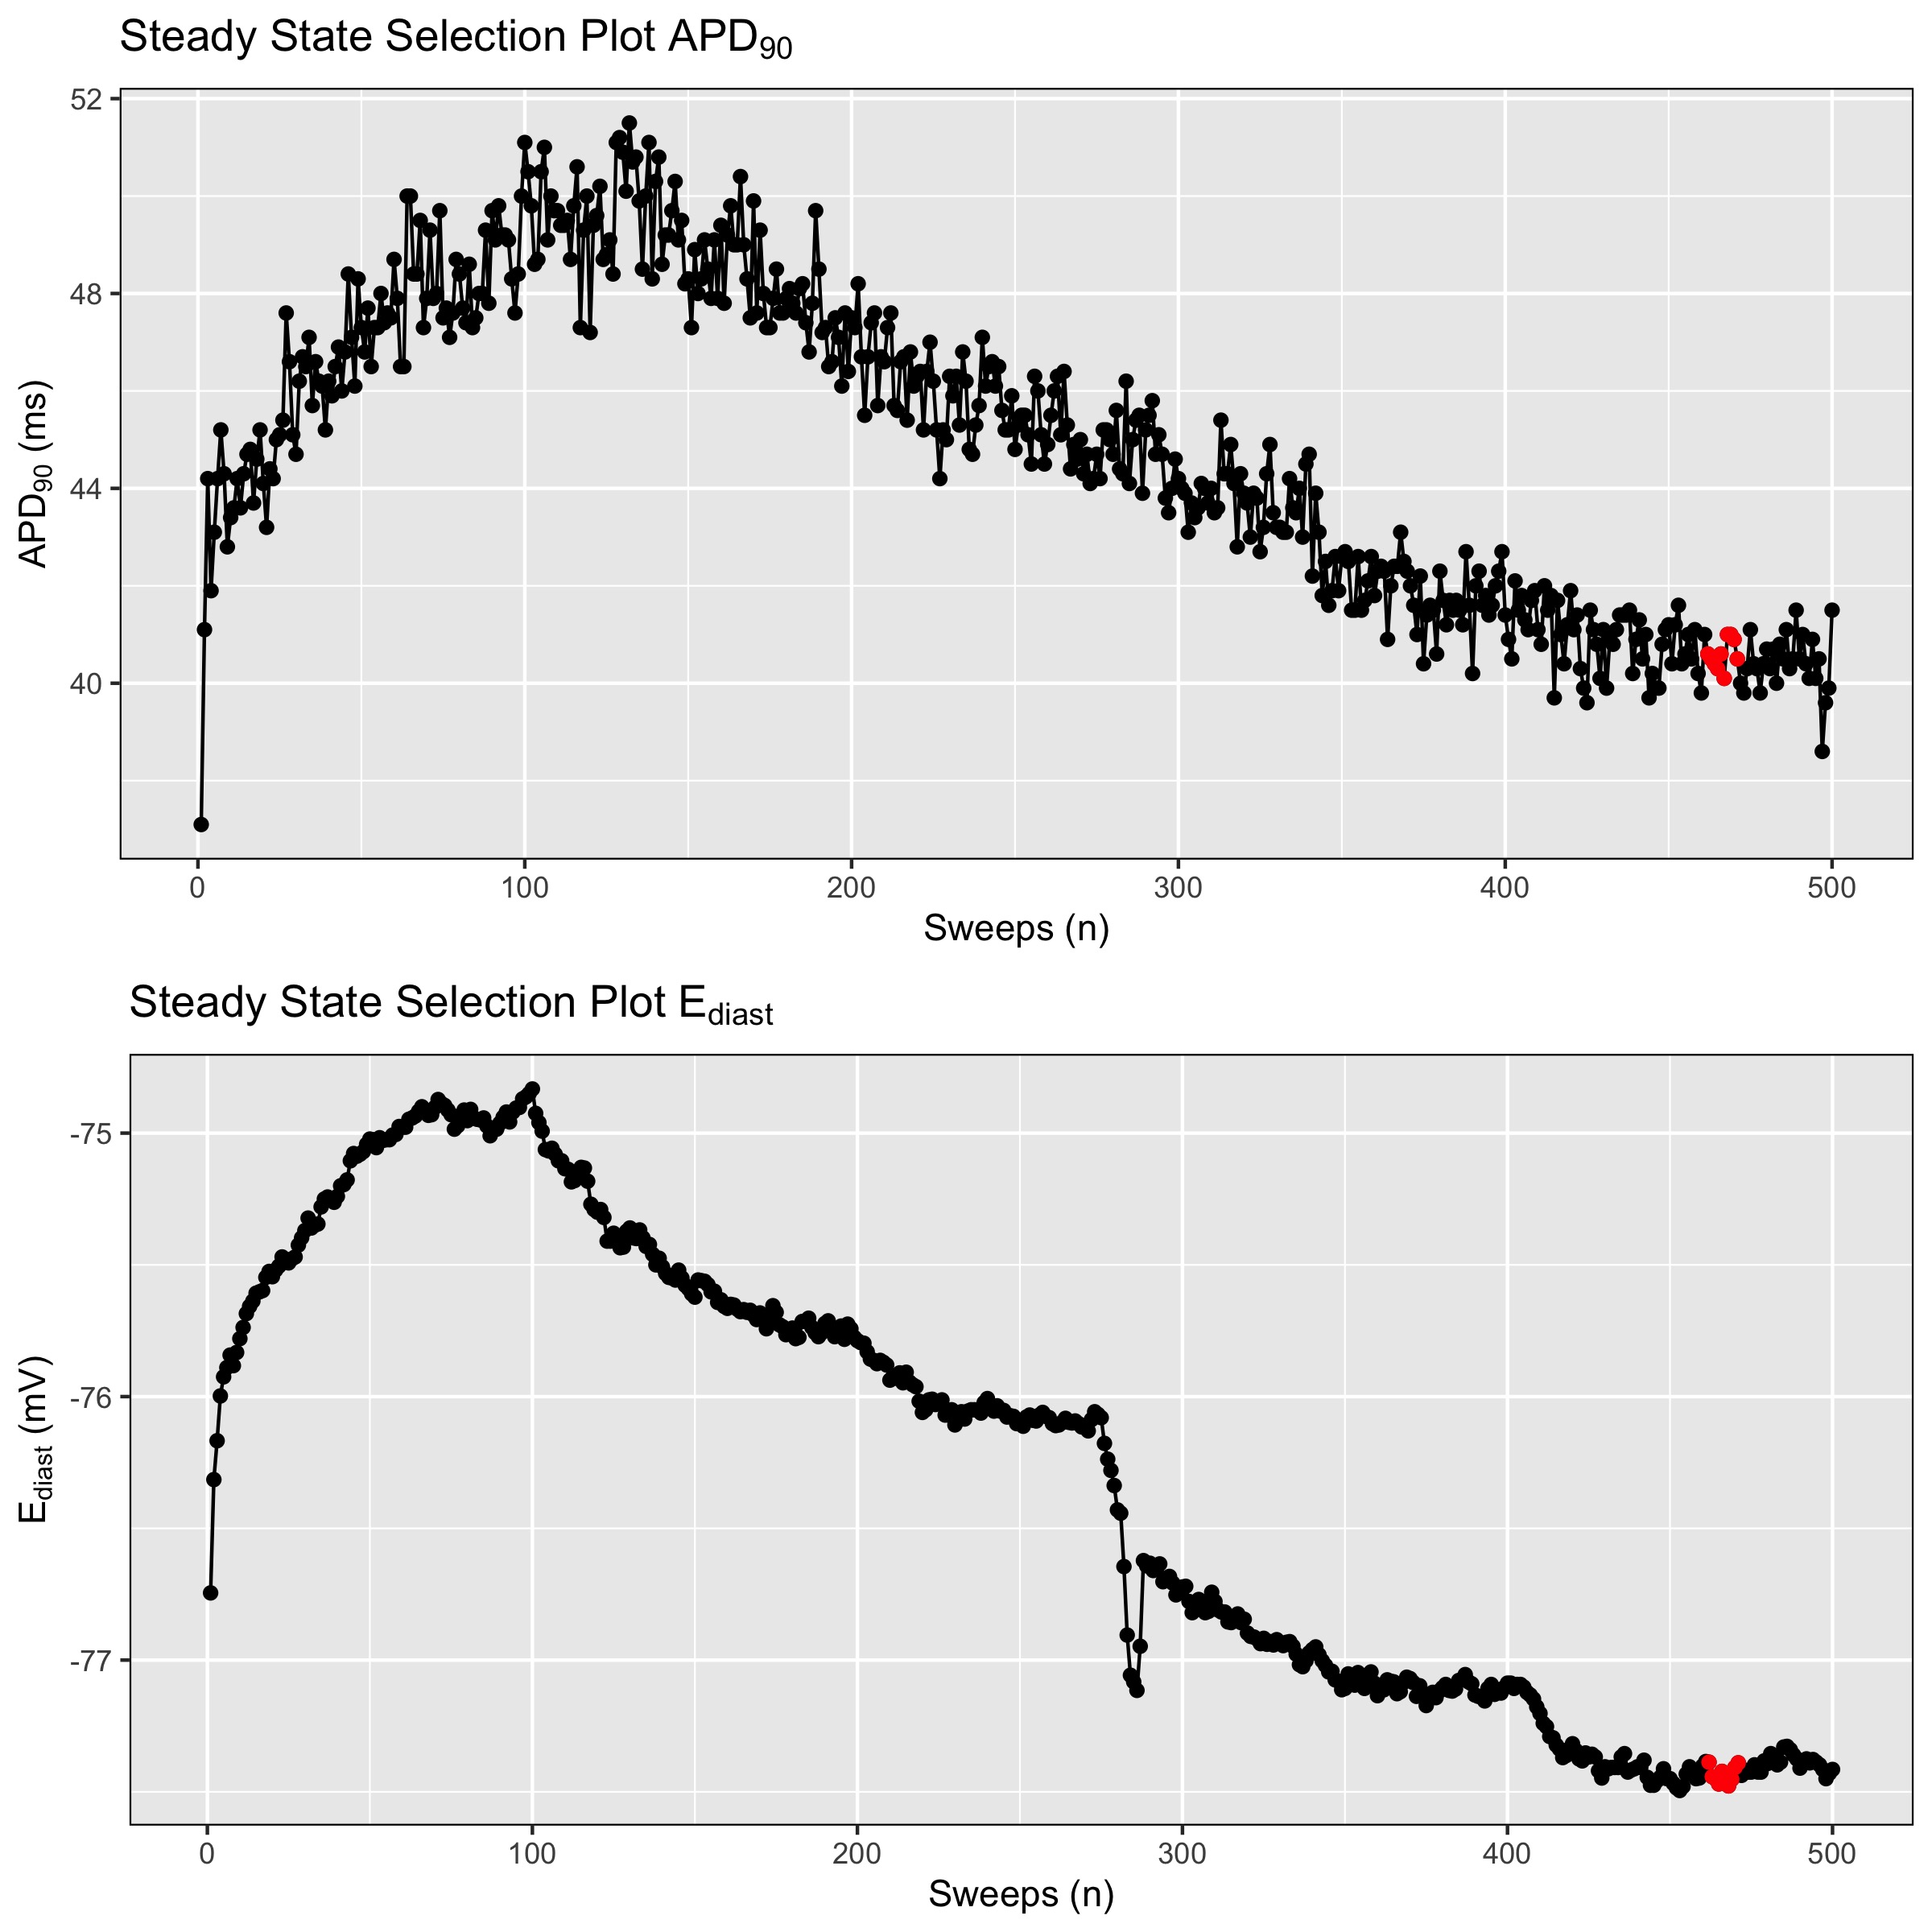 Steady State Selection Plot APD90
52
48
44
40
APD90 (ms)
0 100 200 300 400 500
Sweeps (n)
Steady State Selection Plot Ediast
-75
-76
-77
Ediast (mV)
0 100 200 300 400 500
Sweeps (n)